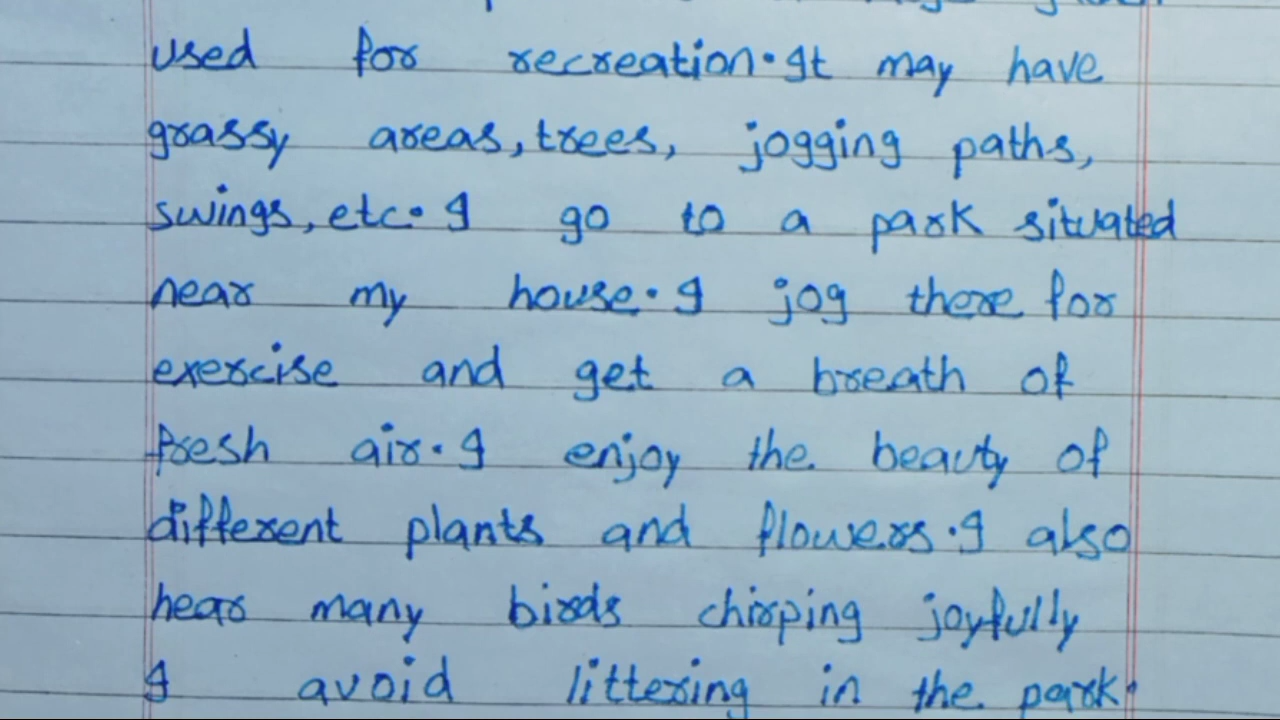 used for recreation. It may have
grassy areas, trees, jogging paths,
swings, etc. I go to a park situated
near my house. I jog there for
exercise and get a breath of
fresh air. I enjoy the beauty of
different plants and flowers. I also
hear many birds chirping joyfully
I avoid littering in the park.